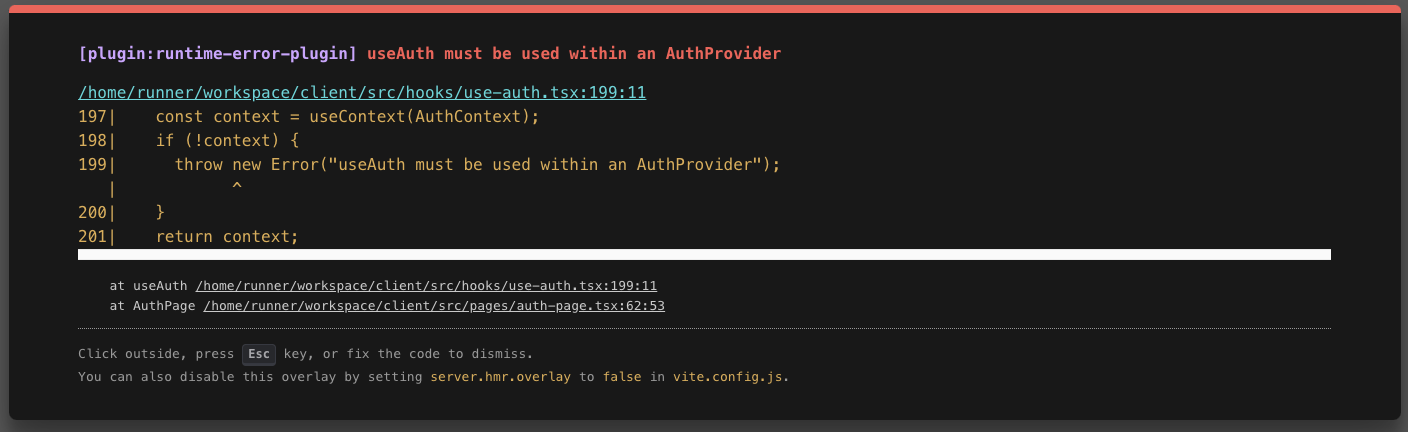 [plugin:runtime-error-plugin] useAuth must be used within an AuthProvider
/home/runner/workspace/client/src/hooks/use-auth.tsx:199:11
197|    const context = useContext(AuthContext);
198|    if (!context) {
199|      throw new Error("useAuth must be used within an AuthProvider");
   |            ^
200|    }
201|    return context;
at useAuth /home/runner/workspace/client/src/hooks/use-auth.tsx:199:11
at AuthPage /home/runner/workspace/client/src/pages/auth-page.tsx:62:53
Click outside, press Esc key, or fix the code to dismiss.
You can also disable this overlay by setting server.hmr.overlay to false in vite.config.js.